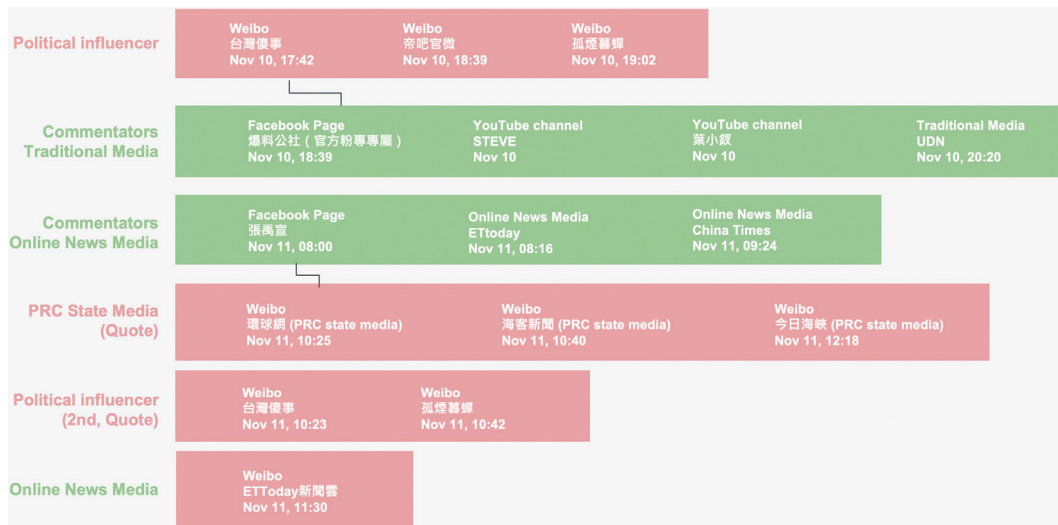 Political influencer
Weibo
台灣傻事
Nov 10, 17:42
Weibo
帝吧官微
Nov 10, 18:39
Weibo
孤煙暮蟬
Nov 10, 19:02
Commentators
Traditional Media
Facebook Page
爆料公社（官方粉專專屬）
Nov 10, 18:39
YouTube channel
STEVE
Nov 10
YouTube channel
葉小釵
Nov 10
Traditional Media
UDN
Nov 10, 20:20
Commentators
Online News Media
Facebook Page
張禹宣
Nov 11, 08:00
Online News Media
ETtoday
Nov 11, 08:16
Online News Media
China Times
Nov 11, 09:24
PRC State Media
(Quote)
Weibo
環球網 (PRC state media)
Nov 11, 10:25
Weibo
海客新聞 (PRC state media)
Nov 11, 10:40
Weibo
今日海峽 (PRC state media)
Nov 11, 12:18
Political influencer
(2nd, Quote)
Weibo
台灣傻事
Nov 11, 10:23
Weibo
孤煙暮蟬
Nov 11, 10:42
Online News Media
Weibo
ETToday新聞雲
Nov 11, 11:30